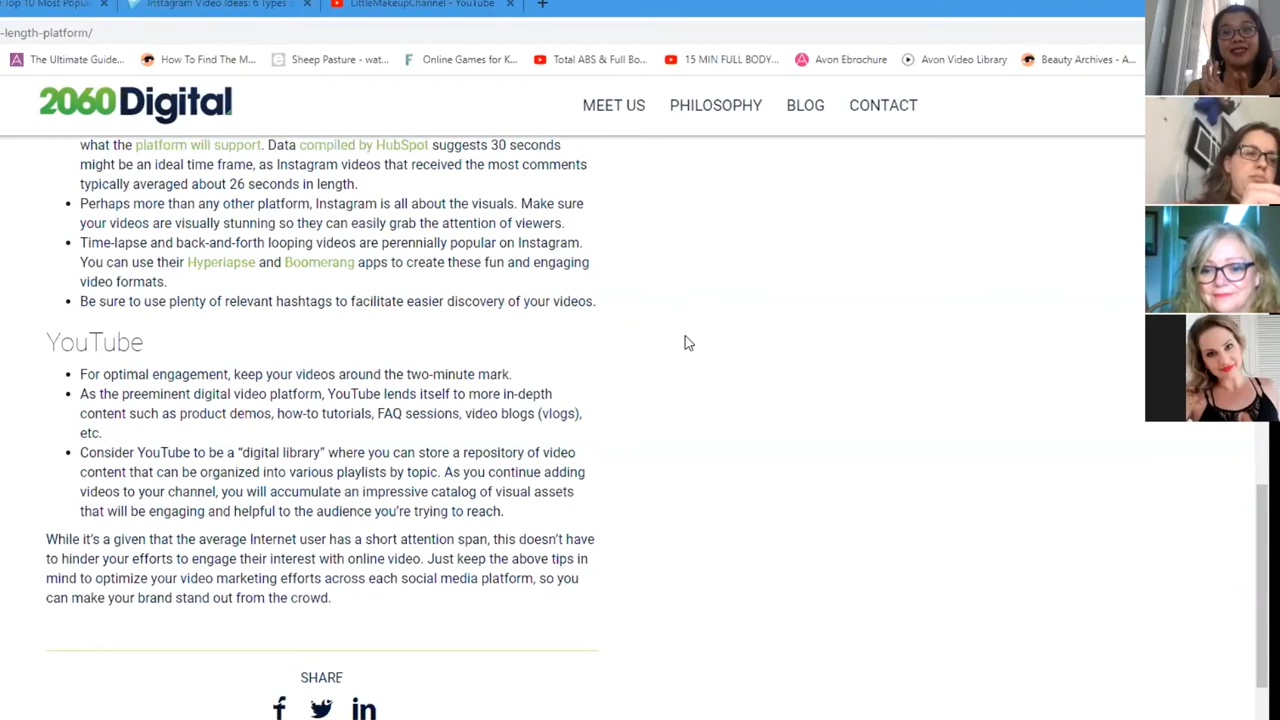 Top 10 Most Popul
Instagram Video Ideas: 6 Types o
LittleMakeupChannel - YouTube
-length-platform/
The Ultimate Guide...
How To Find The M...
Sheep Pasture - wat...
Online Games for K...
Total ABS & Full Bo...
15 MIN FULL BODY...
Avon Ebrochure
Avon Video Library
Beauty Archives - A...
2060 Digital
MEET US
PHILOSOPHY
BLOG
CONTACT
what the platform will support. Data compiled by HubSpot suggests 30 seconds
might be an ideal time frame, as Instagram videos that received the most comments
typically averaged about 26 seconds in length.
Perhaps more than any other platform, Instagram is all about the visuals. Make sure
your videos are visually stunning so they can easily grab the attention of viewers.
Time-lapse and back-and-forth looping videos are perennially popular on Instagram.
You can use their Hyperlapse and Boomerang apps to create these fun and engaging
video formats.
Be sure to use plenty of relevant hashtags to facilitate easier discovery of your videos.
YouTube
For optimal engagement, keep your videos around the two-minute mark.
As the preeminent digital video platform, YouTube lends itself to more in-depth
content such as product demos, how-to tutorials, FAQ sessions, video blogs (vlogs),
etc.
Consider YouTube to be a “digital library” where you can store a repository of video
content that can be organized into various playlists by topic. As you continue adding
videos to your channel, you will accumulate an impressive catalog of visual assets
that will be engaging and helpful to the audience you’re trying to reach.
While it’s a given that the average Internet user has a short attention span, this doesn’t have
to hinder your efforts to engage their interest with online video. Just keep the above tips in
mind to optimize your video marketing efforts across each social media platform, so you
can make your brand stand out from the crowd.
SHARE